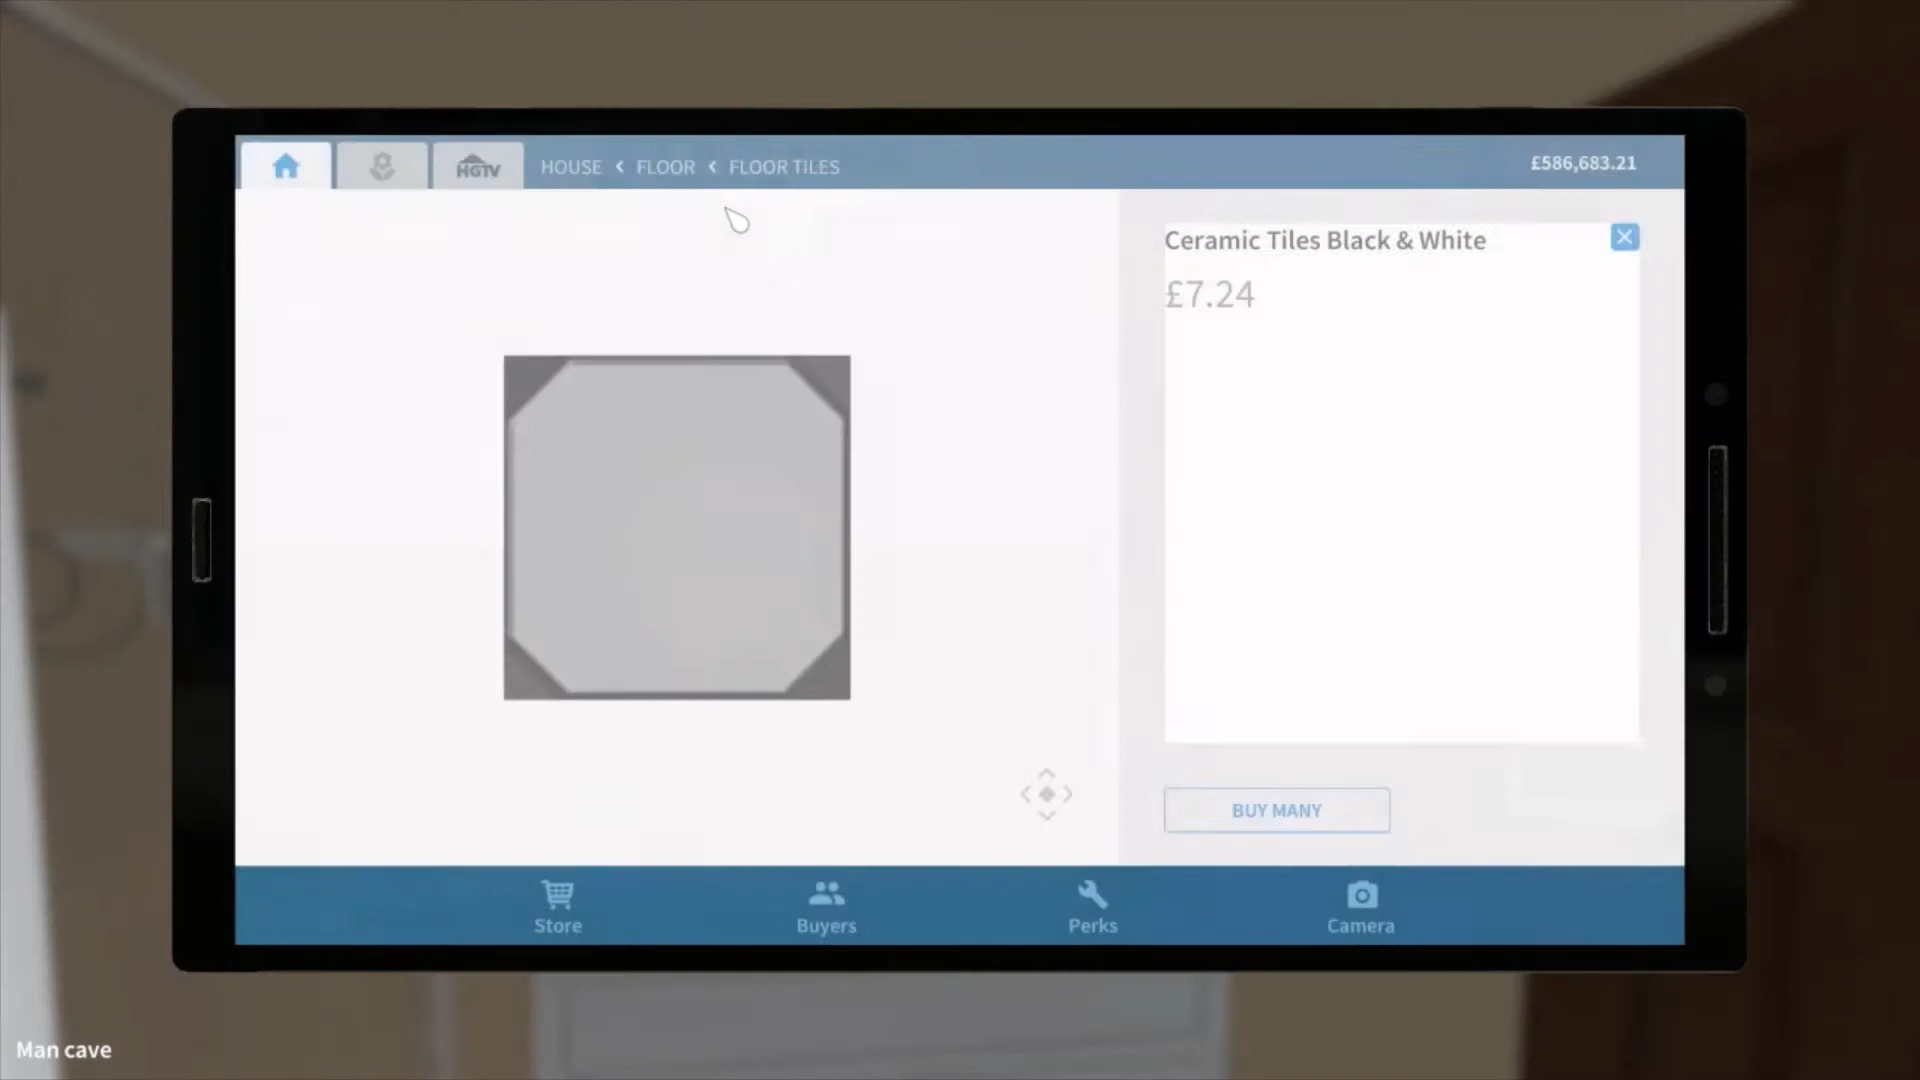 HGTV
HOUSE < FLOOR < FLOOR TILES
£586,683.21
Ceramic Tiles Black & White
£7.24
BUY MANY
Store
Buyers
Perks
Camera
Man cave